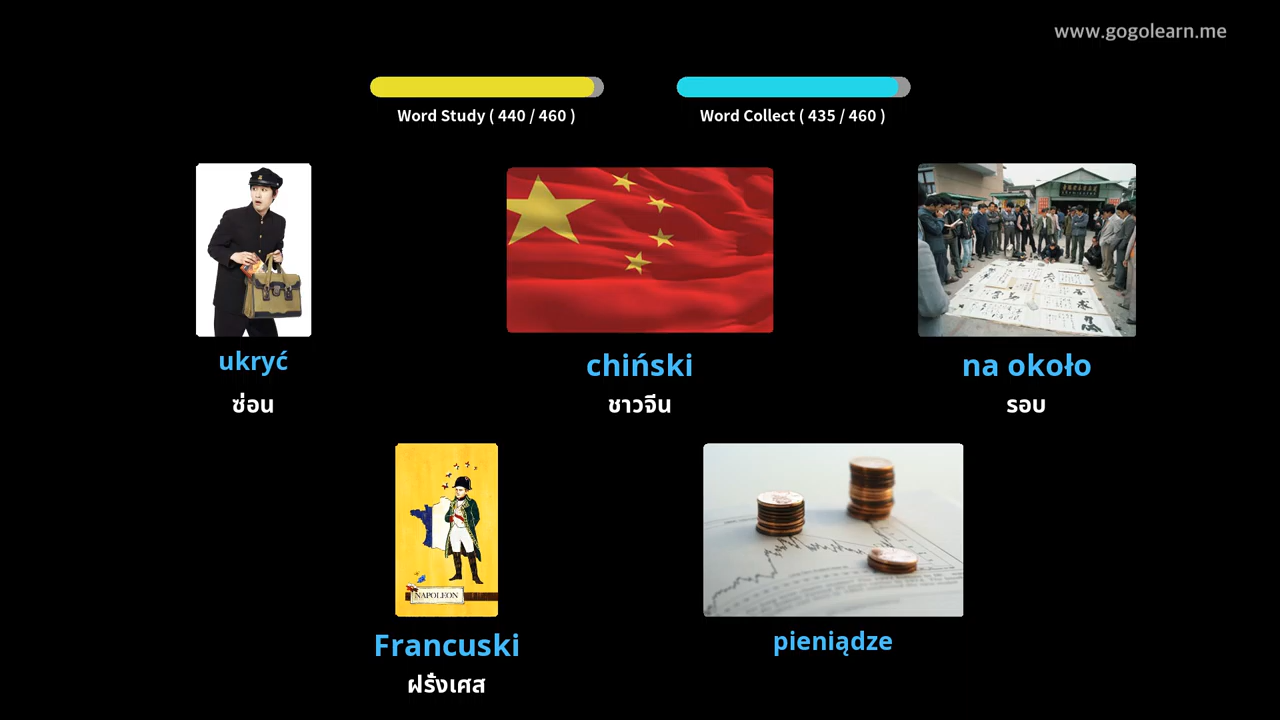 www.gogolearn.me
Word Study ( 440 / 460 )
Word Collect ( 435 / 460 )
ukryć
ซ่อน
chiński
ชาวจีน
na około
รอบ
NAPOLEON
Francuski
ฝรั่งเศส
pieniądze